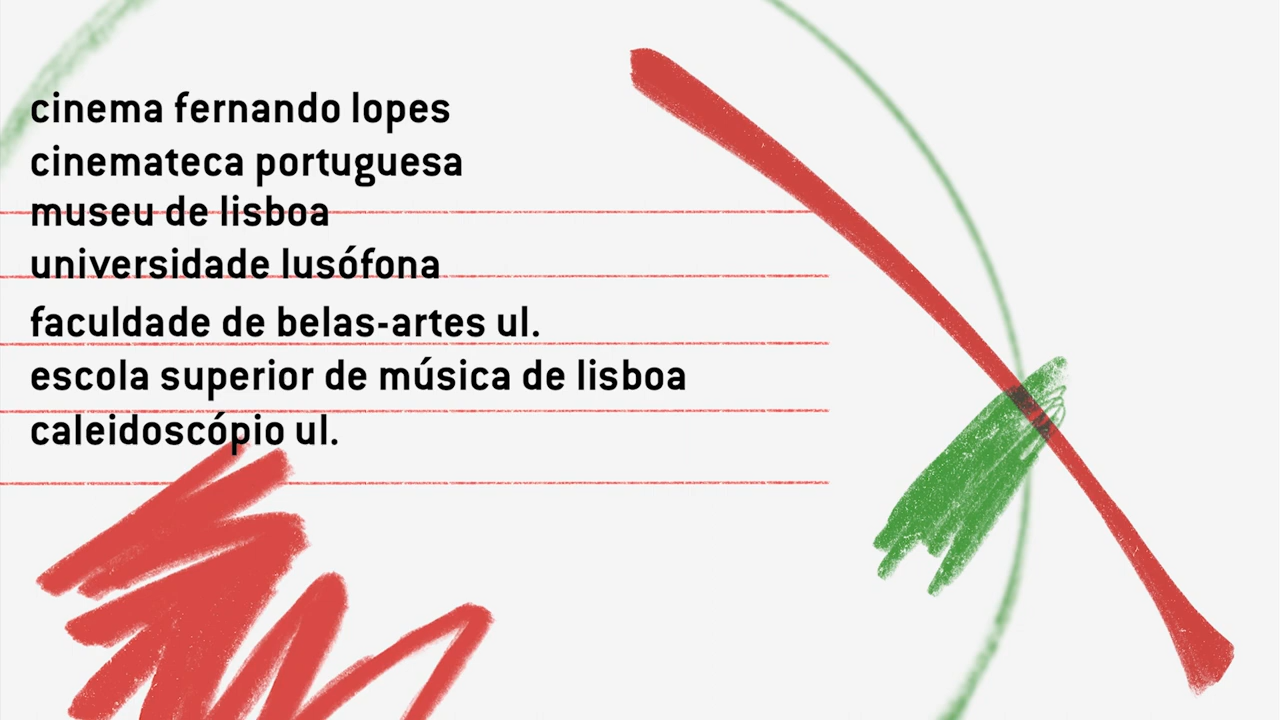 cinema fernando lopes
cinemateca portuguesa
museu de lisboa
universidade lusófona
faculdade de belas-artes ul.
escola superior de música de lisboa
caleidoscópio ul.